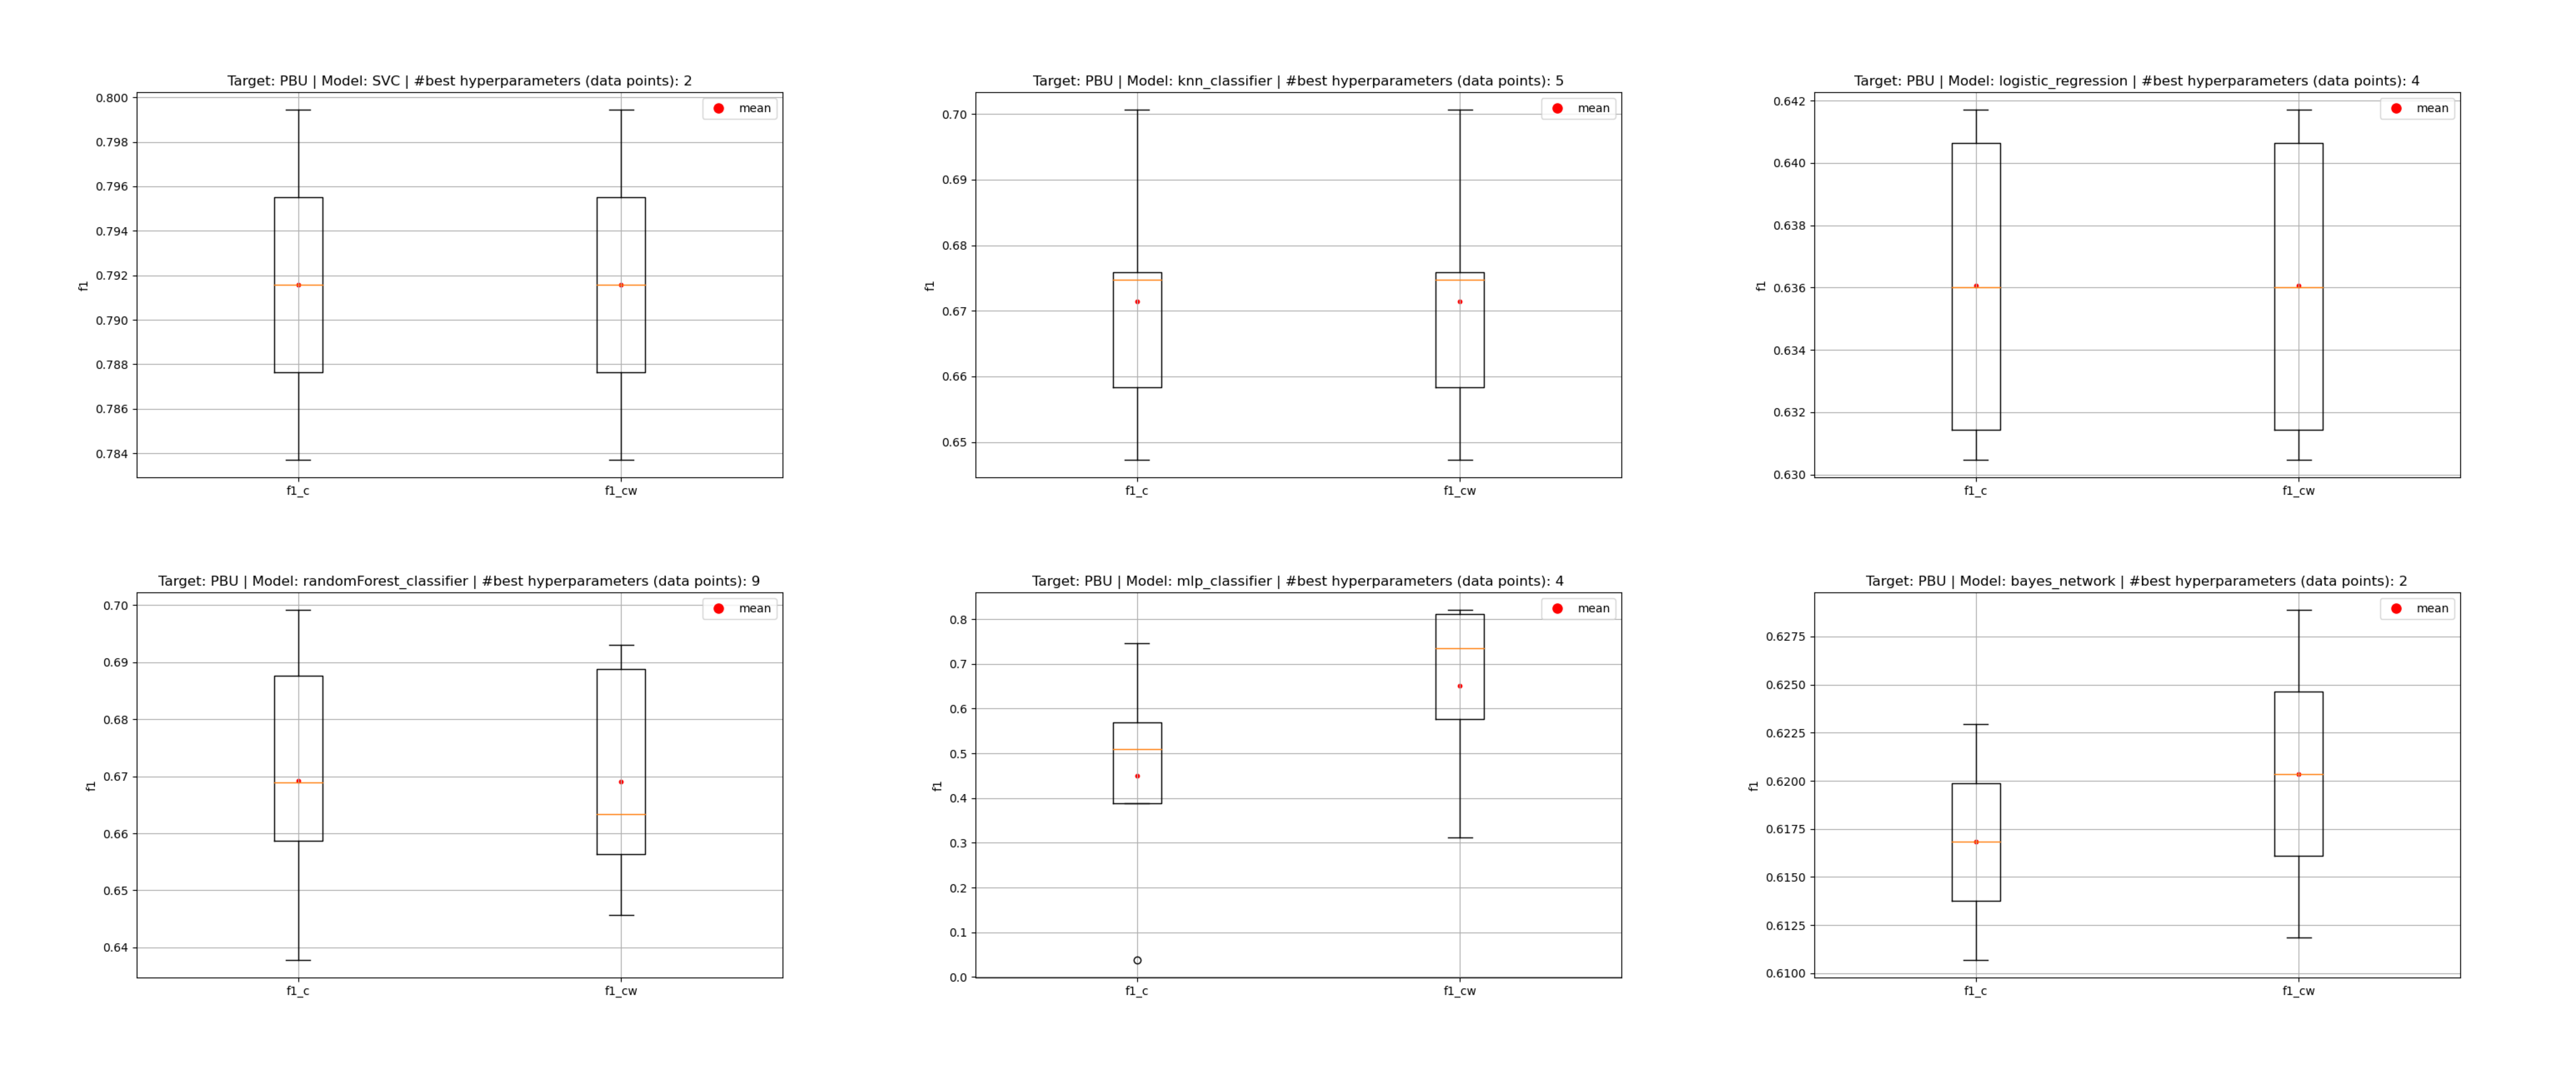 Target: PBU | Model: SVC | #best hyperparameters (data points): 2
mean
0.800
0.798
0.796
0.794
0.792
0.790
0.788
0.786
0.784
f1
f1_c
f1_cw
Target: PBU | Model: knn_classifier | #best hyperparameters (data points): 5
mean
0.70
0.69
0.68
0.67
0.66
0.65
f1
f1_c
f1_cw
Target: PBU | Model: logistic_regression | #best hyperparameters (data points): 4
mean
0.642
0.640
0.638
0.636
0.634
0.632
0.630
f1
f1_c
f1_cw
Target: PBU | Model: randomForest_classifier | #best hyperparameters (data points): 9
mean
0.70
0.69
0.68
0.67
0.66
0.65
0.64
f1
f1_c
f1_cw
Target: PBU | Model: mlp_classifier | #best hyperparameters (data points): 4
mean
0.8
0.7
0.6
0.5
0.4
0.3
0.2
0.1
0.0
f1
f1_c
f1_cw
Target: PBU | Model: bayes_network | #best hyperparameters (data points): 2
mean
0.6275
0.6250
0.6225
0.6200
0.6175
0.6150
0.6125
0.6100
f1
f1_c
f1_cw